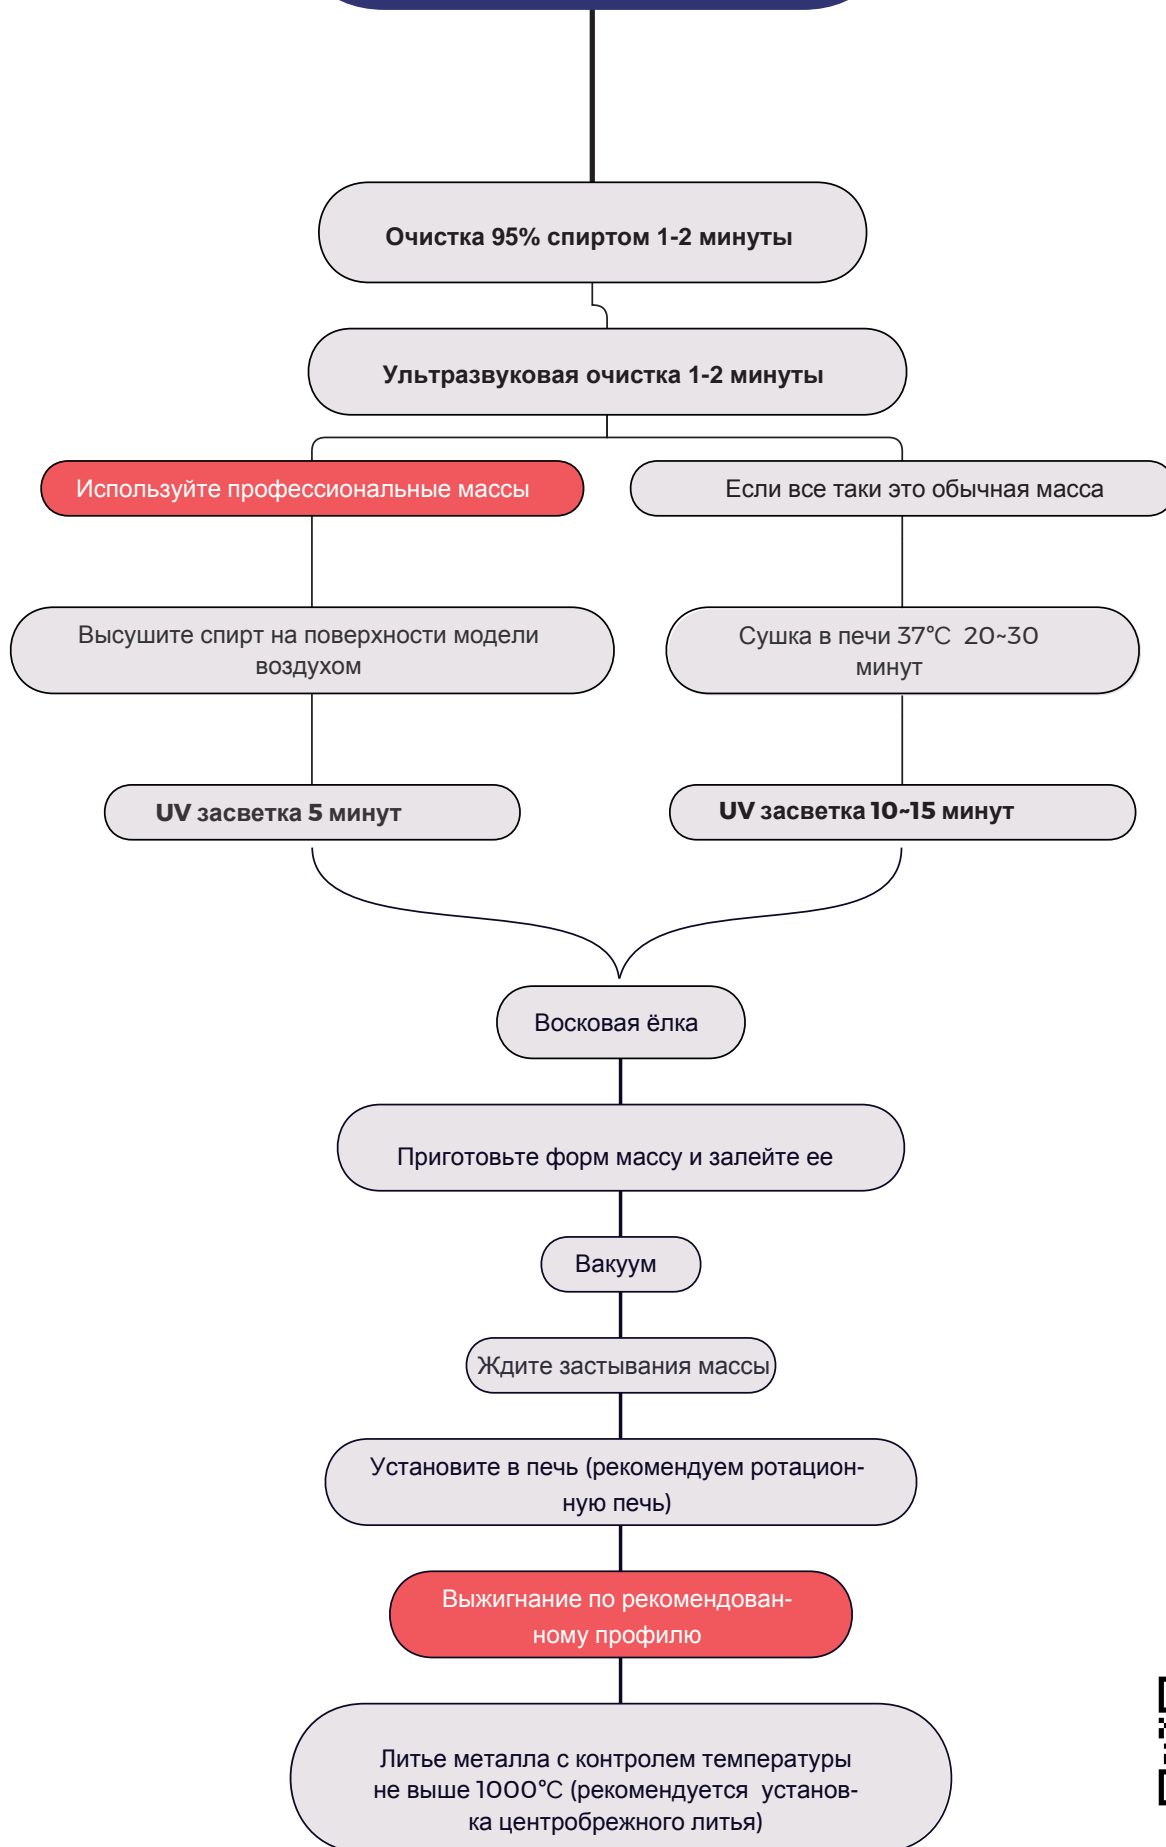 Очистка 95% спиртом 1-2 минуты
Ультразвуковая очистка 1-2 минуты
Используйте профессиональные массы
Если все таки это обычная масса
Высушите спирт на поверхности модели
воздухом
Сушка в печи 37°C 20~30
минут
UV засветка 5 минут
UV засветка 10~15 минут
Восковая ёлка
Приготовьте форм массу и залейте ее
Вакуум
Ждите застывания массы
Установите в печь (рекомендуем ротацион-
ную печь)
Выжигнание по рекомендован-
ному профилю
Литье металла с контролем температуры
не выше 1000°C (рекомендуется установ-
ка центробрежного литья)